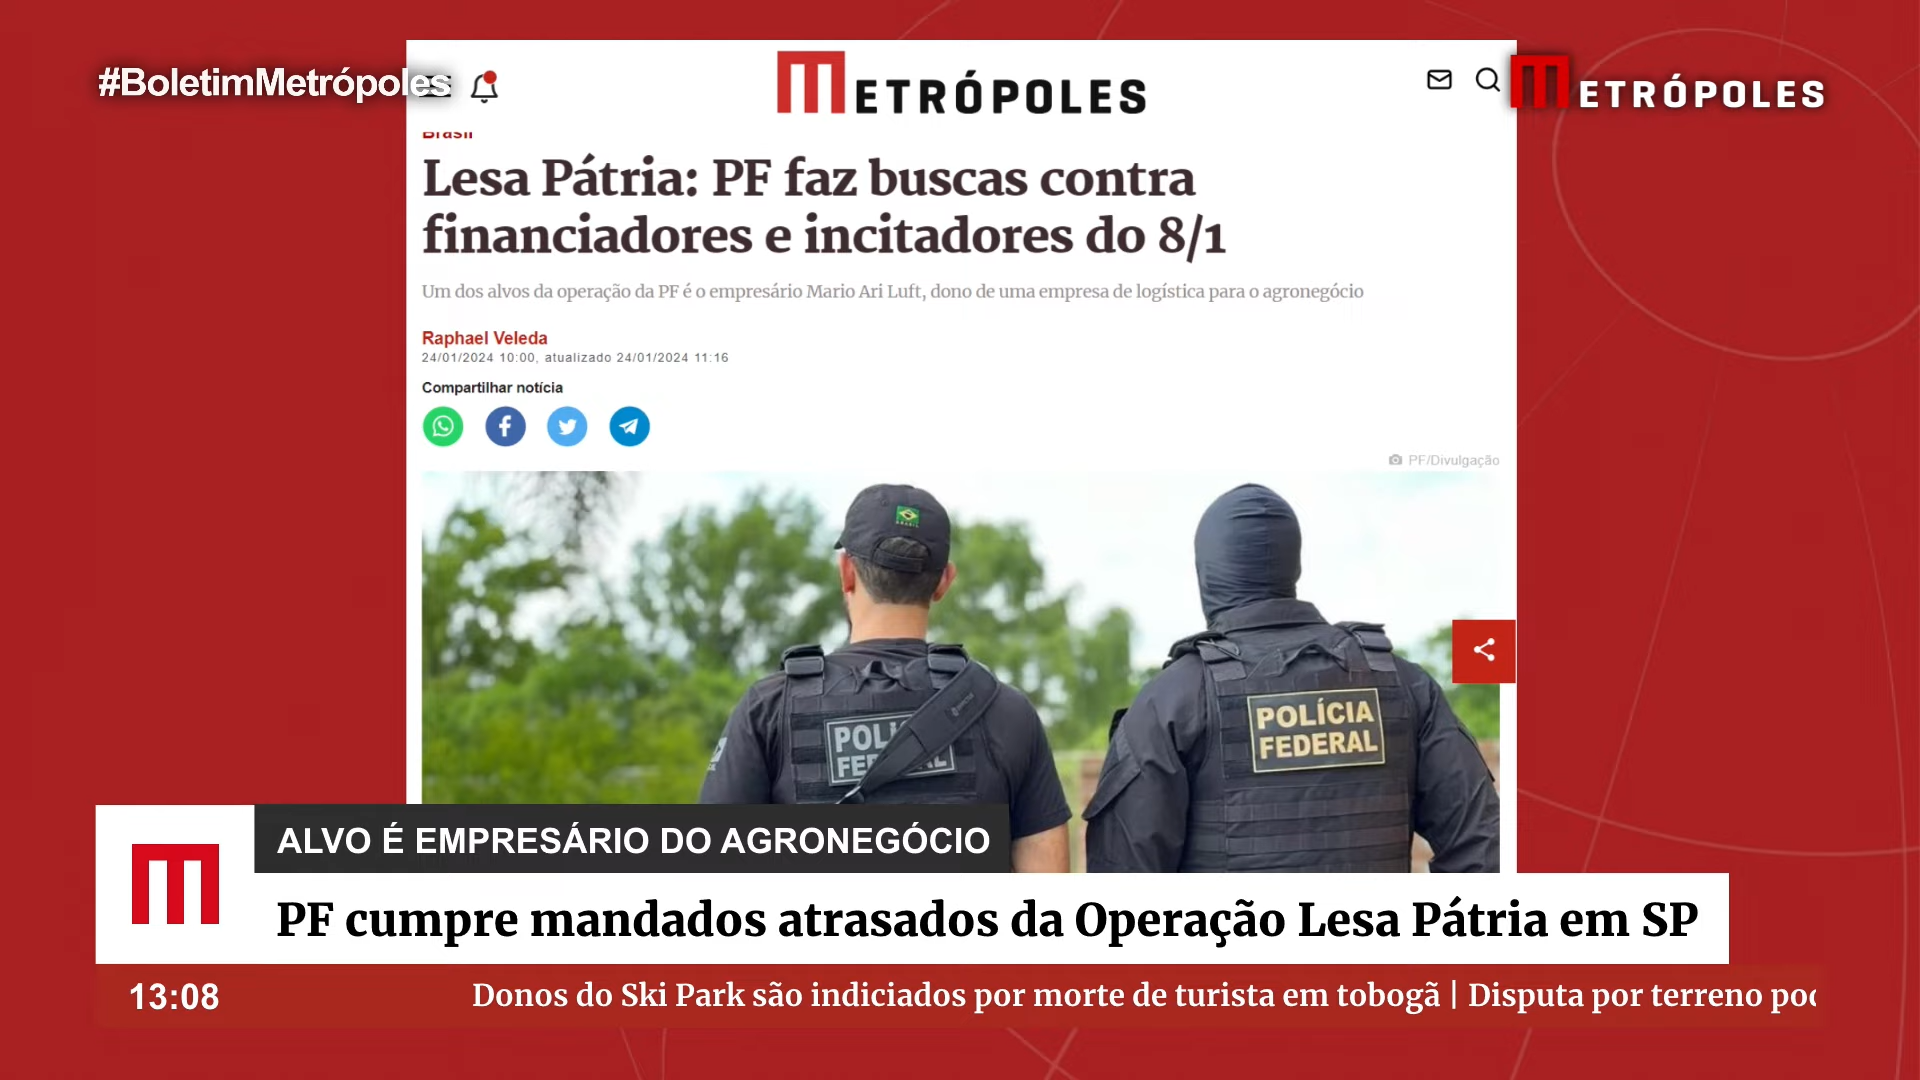 #BoletimMetrópoles
METRÓPOLES
METRÓPOLES
Brasil
Lesa Pátria: PF faz buscas contra
financiadores e incitadores do 8/1
Um dos alvos da operação da PF é o empresário Mario Ari Luft, dono de uma empresa de logística para o agronegócio
Raphael Veleda
24/01/2024 10:00, atualizado 24/01/2024 11:16
Compartilhar notícia
PF/Divulgação
BRASIL
POLÍCIA
FEDERAL
ALVO É EMPRESÁRIO DO AGRONEGÓCIO
PF cumpre mandados atrasados da Operação Lesa Pátria em SP
13:08
Donos do Ski Park são indiciados por morte de turista em tobogã | Disputa por terreno